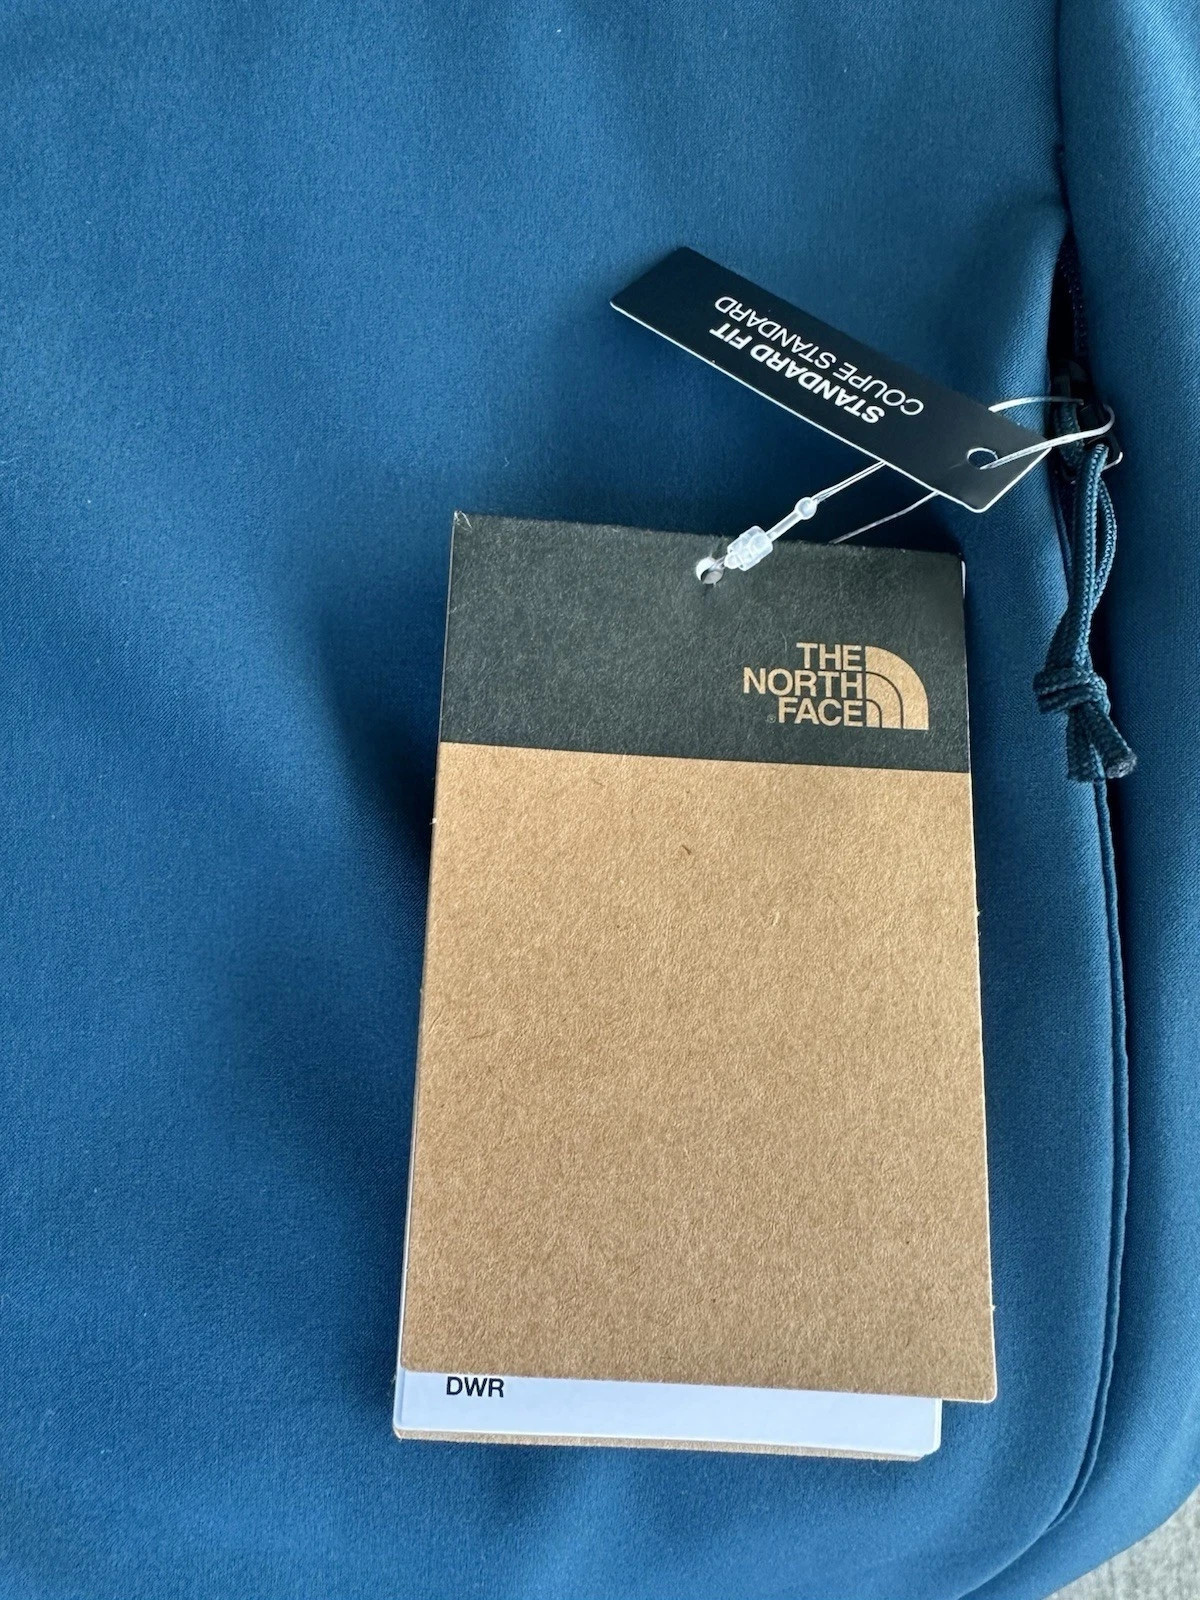 STANDARD FIT
COUPE STANDARD
THE
NORTH
FACE
DWR